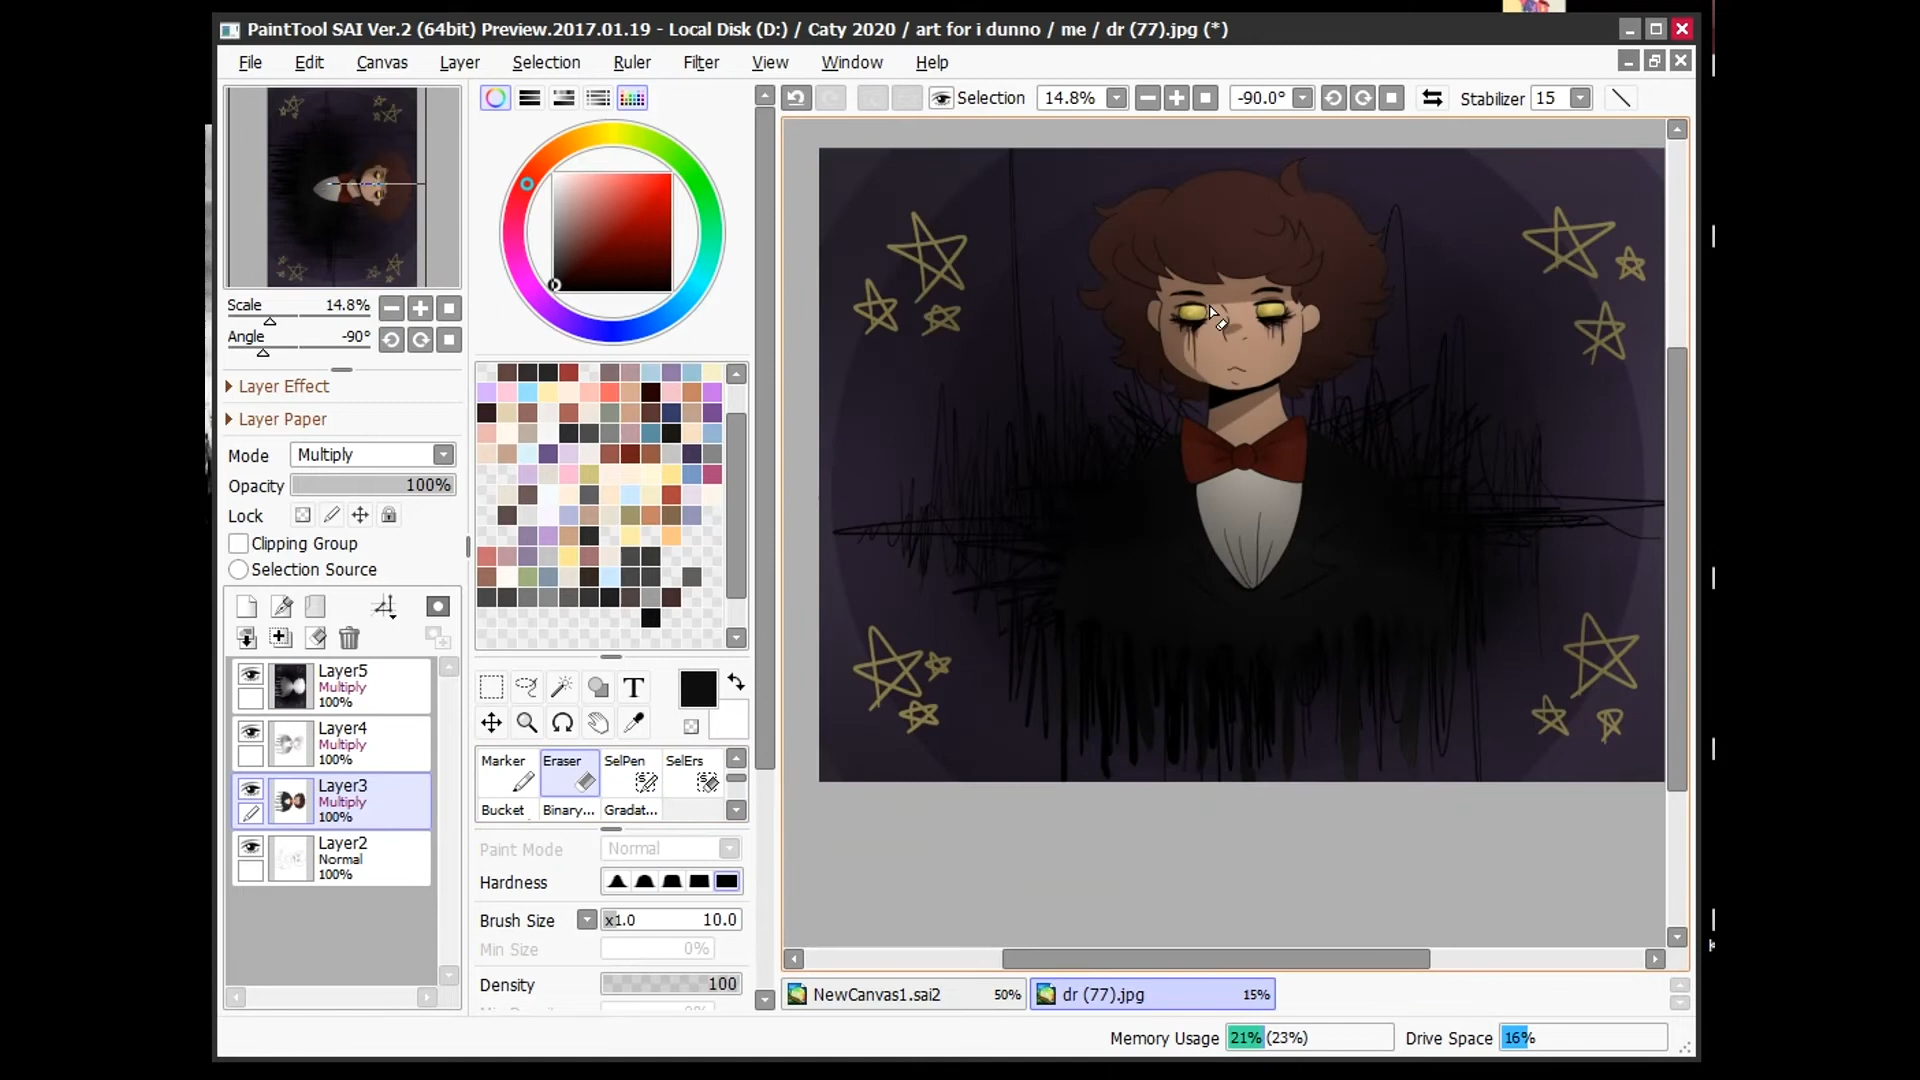 PaintTool SAI Ver.2 (64bit) Preview.2017.01.19 - Local Disk (D:) / Caty 2020 / art for i dunno / me / dr (77).jpg (*)
File Edit Canvas Layer Selection Ruler Filter View Window Help
Selection 14.8% -90.0° Stabilizer 15
Scale 14.8%
Angle -90°
Layer Effect
Layer Paper
Mode Multiply
Opacity 100%
Lock
Clipping Group
Selection Source
Layer5
Multiply
100%
Layer4
Multiply
100%
Layer3
Multiply
100%
Layer2
Normal
100%
T
Marker Eraser SelPen SelErs
Bucket Binary... Gradat...
Paint Mode Normal
Hardness
Brush Size x1.0 10.0
Min Size 0%
Density 100
NewCanvas1.sai2 50% dr (77).jpg 15%
Memory Usage 21% (23%) Drive Space 16%